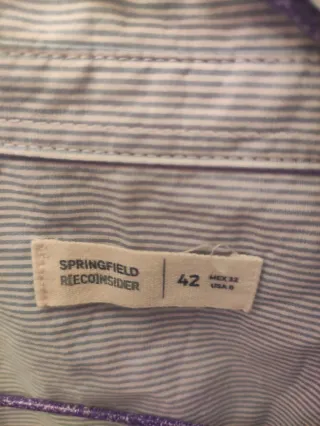 SPRINGFIELD
R[ECO]NSIDER
42
MEX 32
USA 8